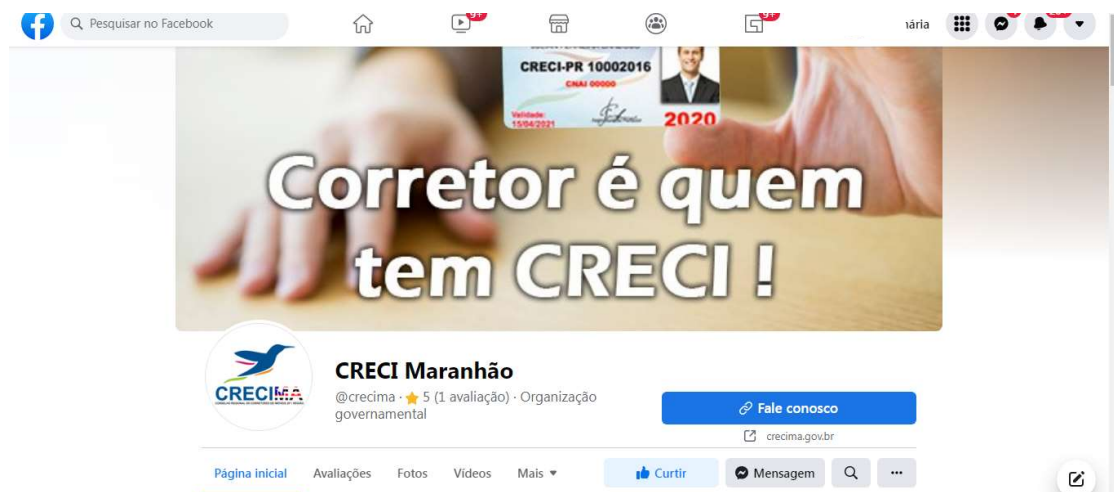 Pesquisar no Facebook
9+
9+
CRECI-PR 10002016
CNAI 00000
Validade:
15/04/2021
2020
Corretor é quem
tem CRECI !
CRECIMA
CRECI Maranhão
@crecima · 5 (1 avaliação) · Organização
governamental
Fale conosco
crecima.gov.br
Página inicial
Avaliações
Fotos
Vídeos
Mais
Curtir
Mensagem